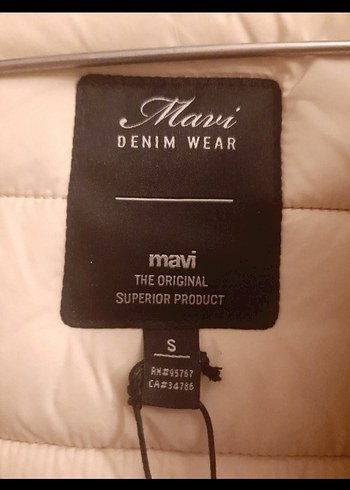 Mavi
DENIM WEAR
mavi
THE ORIGINAL
SUPERIOR PRODUCT
S
RN#95767
CA#34786